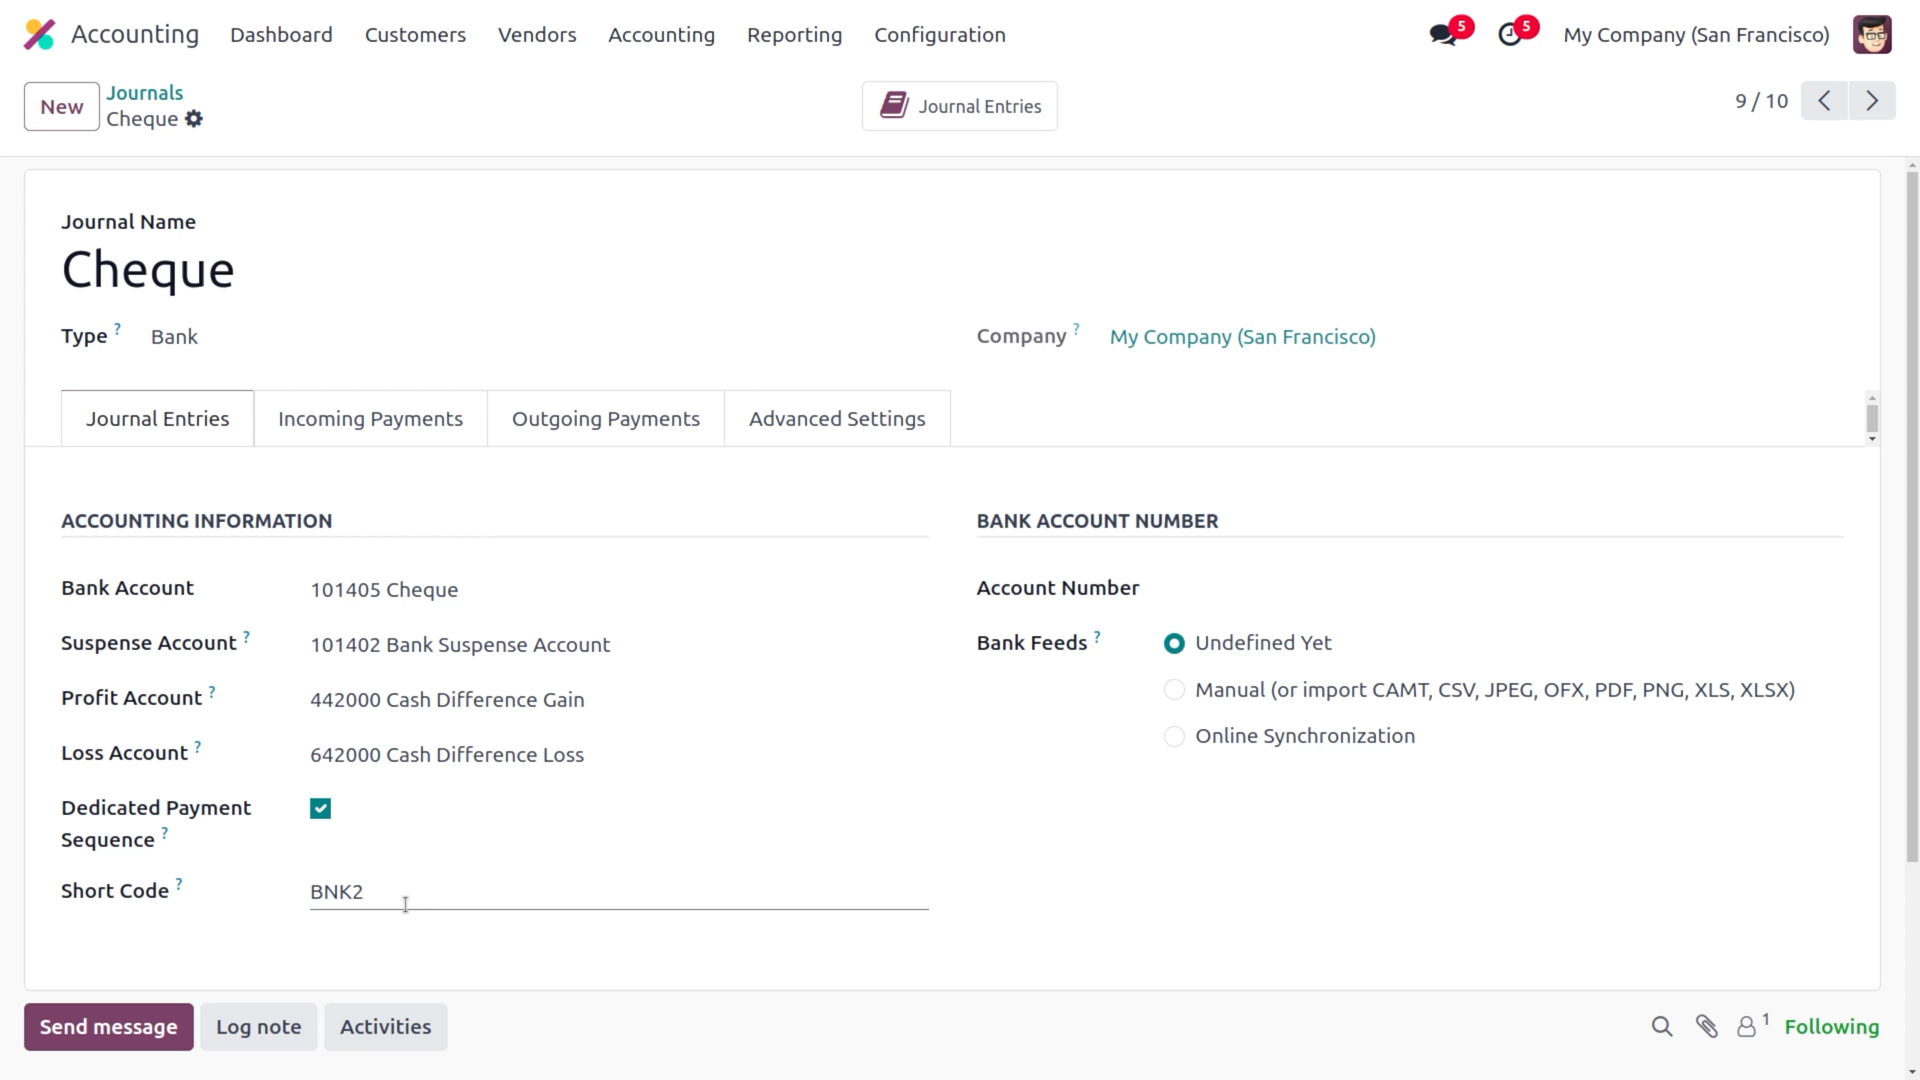 Accounting Dashboard Customers Vendors Accounting Reporting Configuration 5 5 My Company (San Francisco)
New Journals
Cheque
Journal Entries
9 / 10
Journal Name
Cheque
Type ? Bank
Company ? My Company (San Francisco)
Journal Entries Incoming Payments Outgoing Payments Advanced Settings
ACCOUNTING INFORMATION
Bank Account 101405 Cheque
Suspense Account ? 101402 Bank Suspense Account
Profit Account ? 442000 Cash Difference Gain
Loss Account ? 642000 Cash Difference Loss
Dedicated Payment
Sequence ?
Short Code ? BNK2
BANK ACCOUNT NUMBER
Account Number
Bank Feeds ? Undefined Yet
Manual (or import CAMT, CSV, JPEG, OFX, PDF, PNG, XLS, XLSX)
Online Synchronization
Send message Log note Activities 1 Following